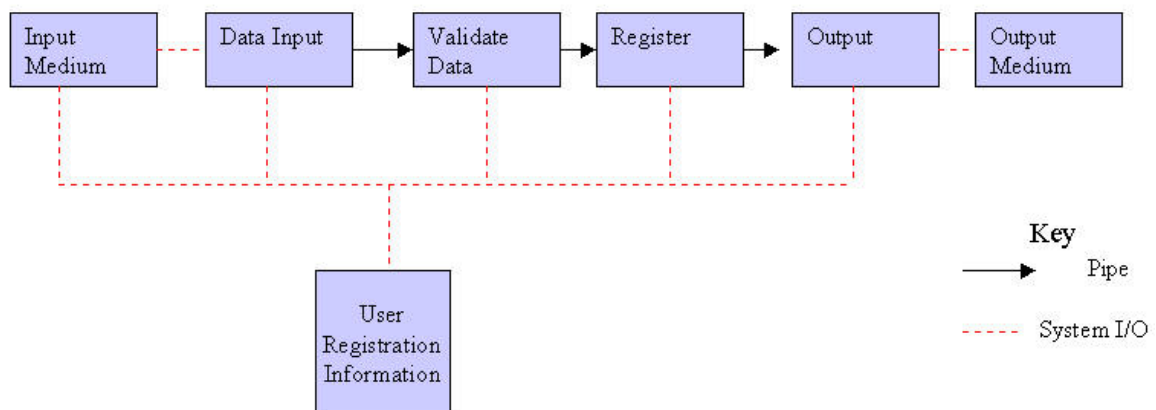 Input
Medium
Data Input
Validate
Data
Register
Output
Output
Medium
User
Registration
Information
Key
Pipe
System I/O